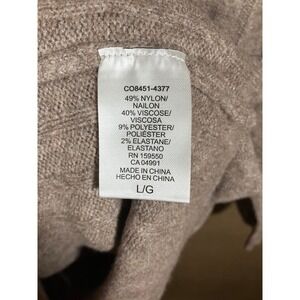 CO8451-4377
49% NYLON/
NAILON
40% VISCOSE/
VISCOSA
9% POLYESTER/
POLIÉSTER
2% ELASTANE/
ELASTANO
RN 159550
CA 04991
MADE IN CHINA
HECHO EN CHINA
L/G